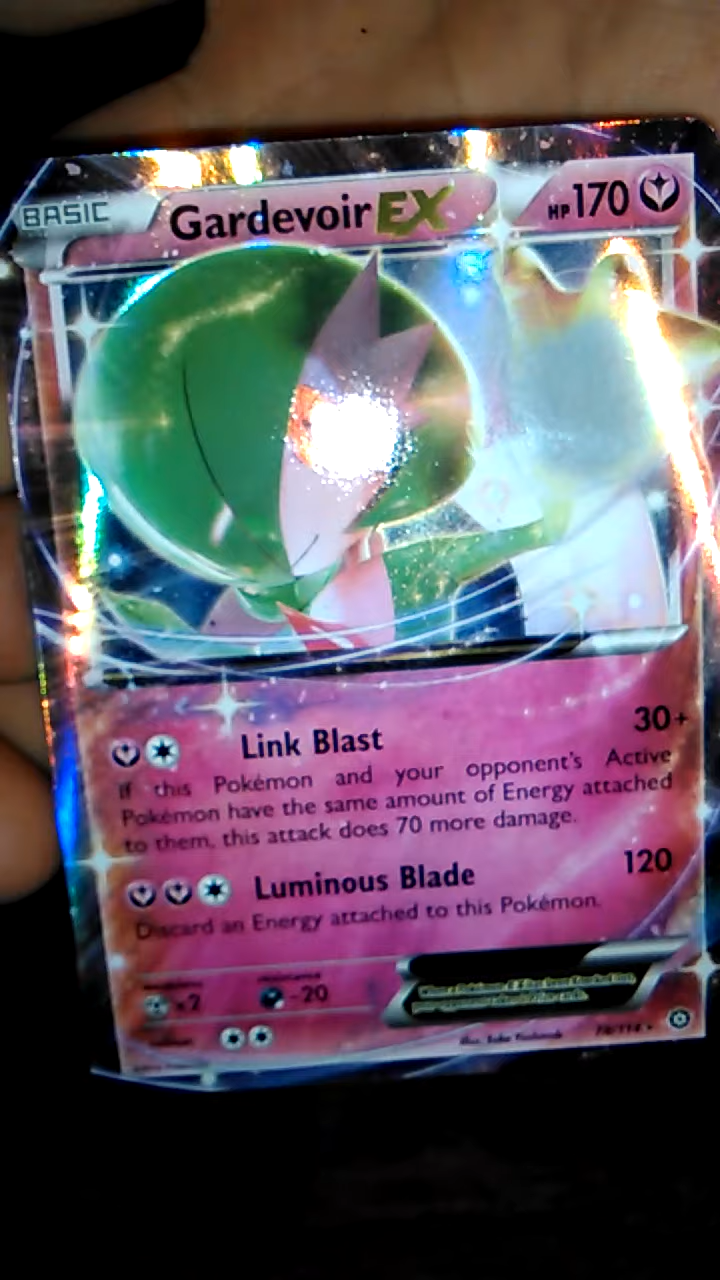 BASIC
Gardevoir EX
HP 170
Link Blast
30+
If this Pokémon and your opponent's Active
Pokémon have the same amount of Energy attached
to them, this attack does 70 more damage.
Luminous Blade
120
Discard an Energy attached to this Pokémon.
weakness
resistance
×2
-20